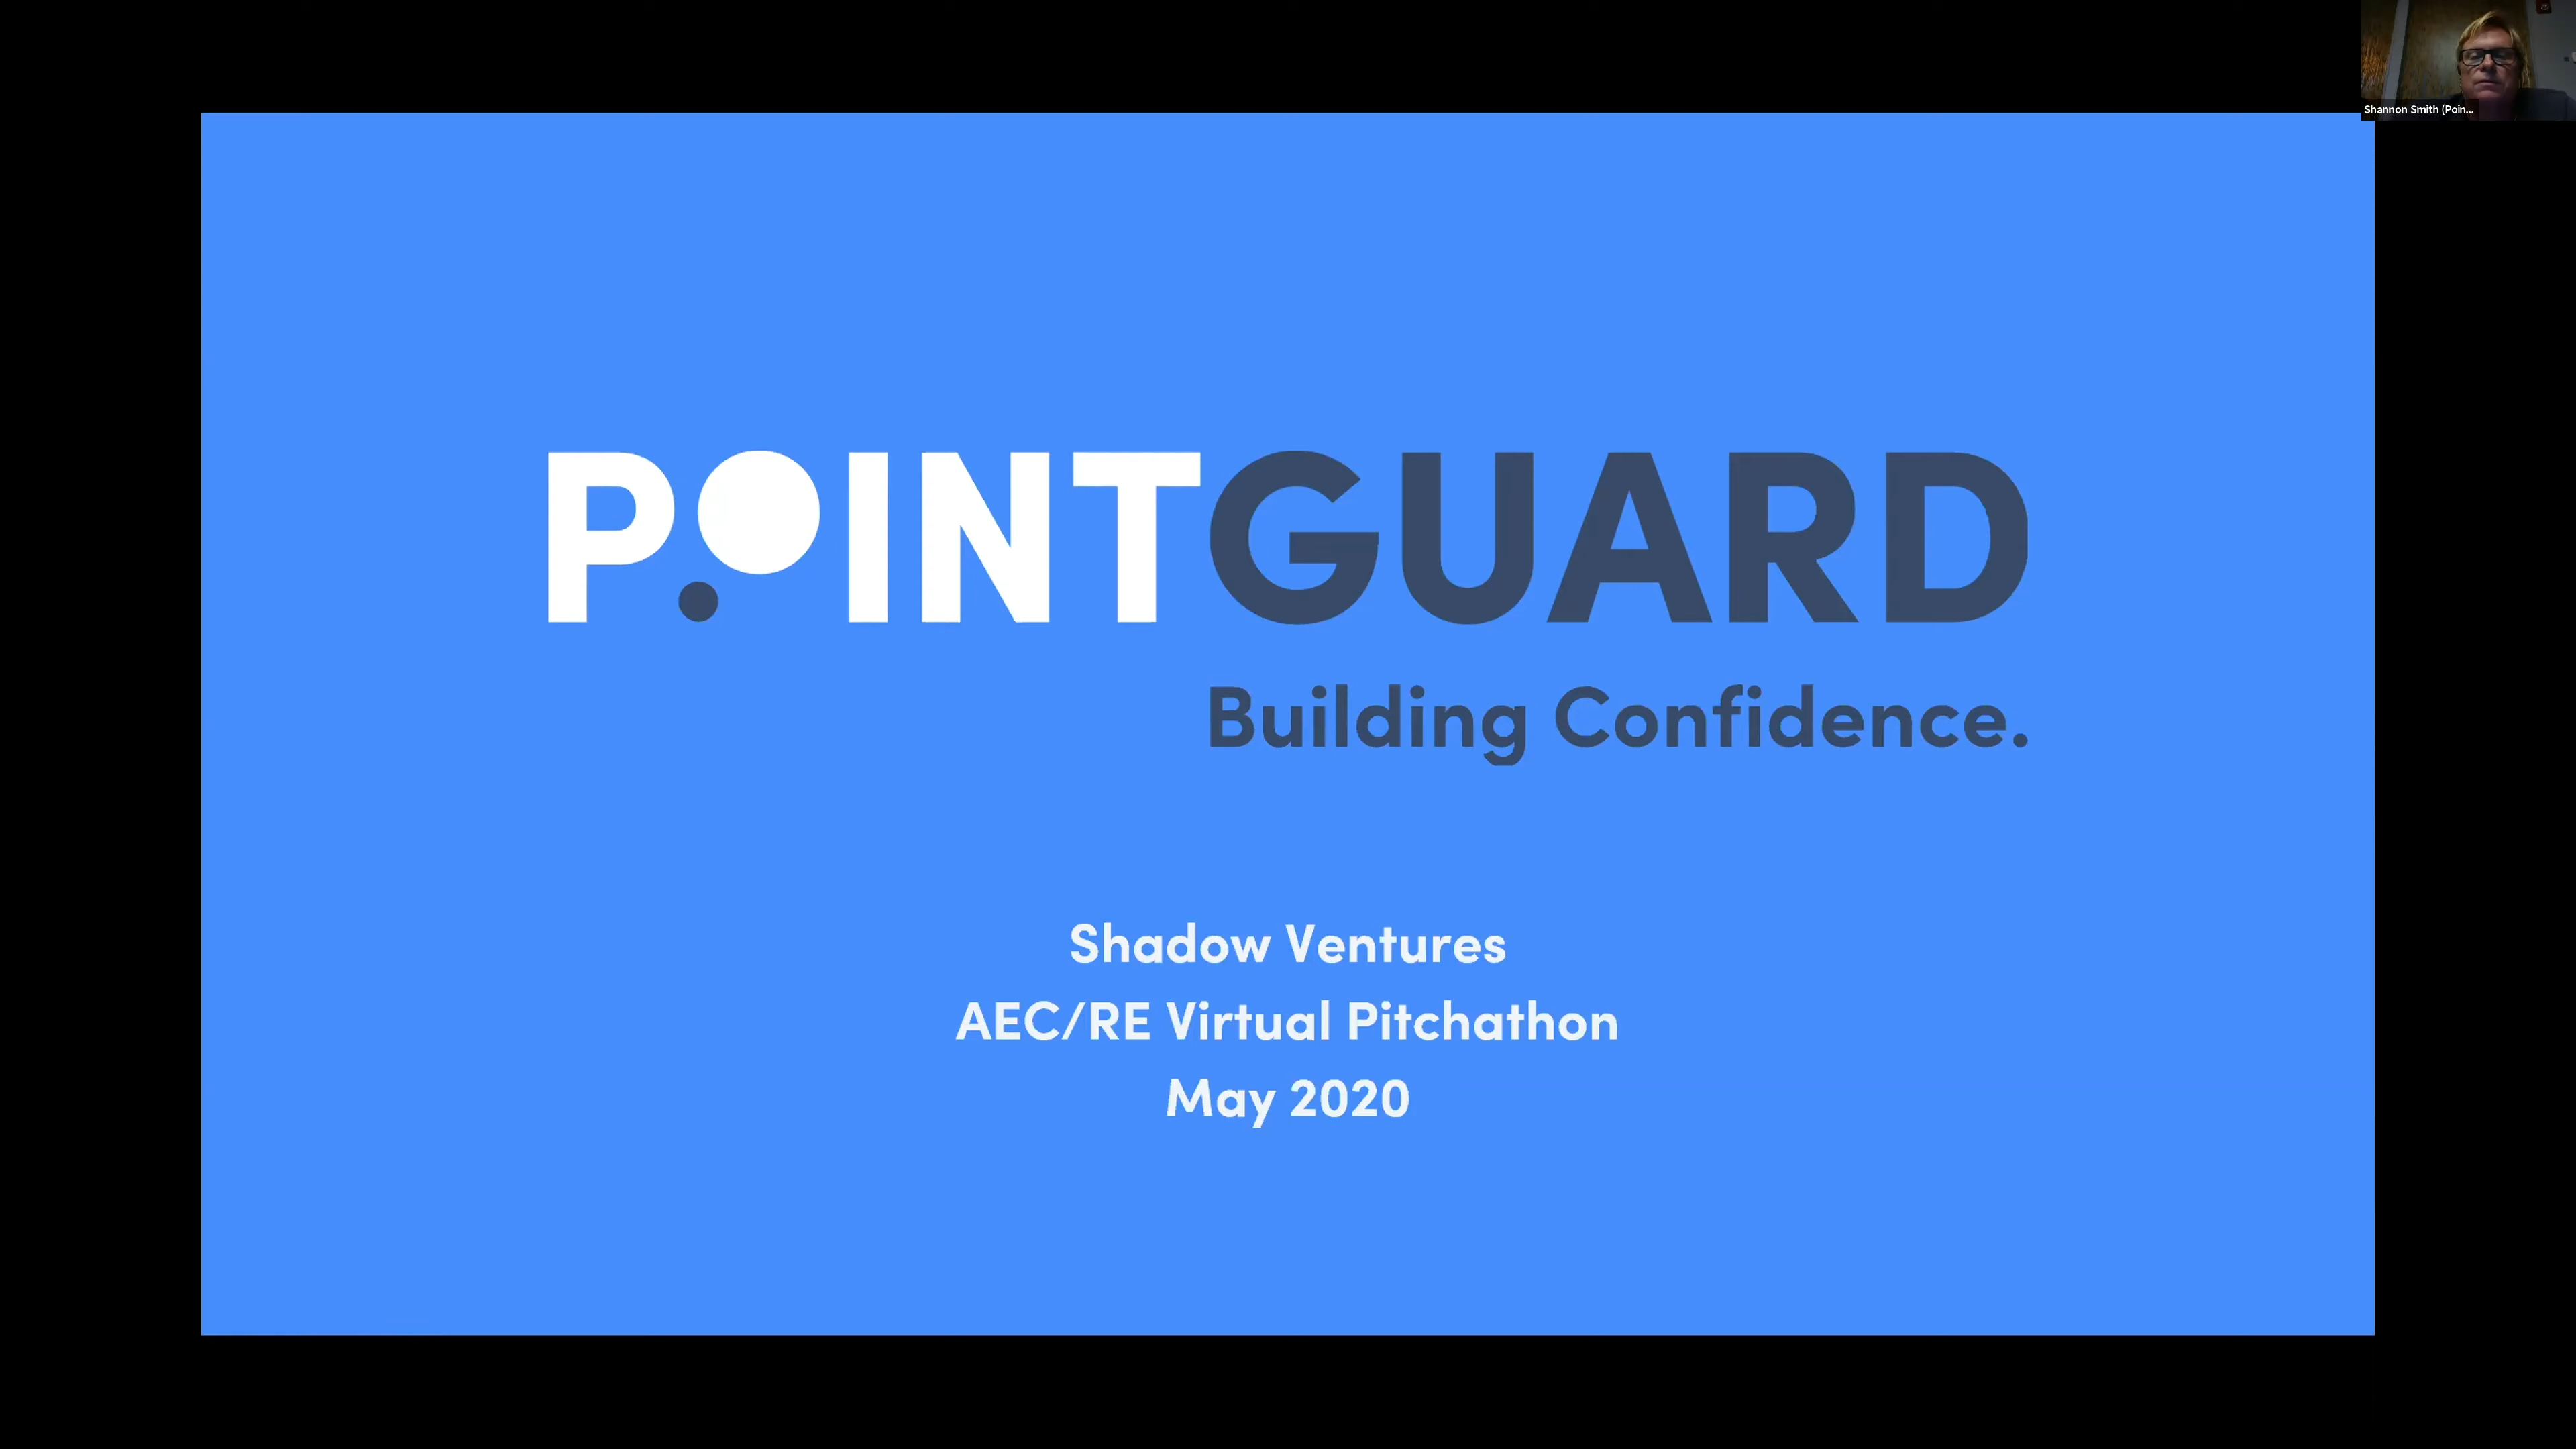 Shannon Smith (Poin...
POINTGUARD
Building Confidence.
Shadow Ventures
AEC/RE Virtual Pitchathon
May 2020